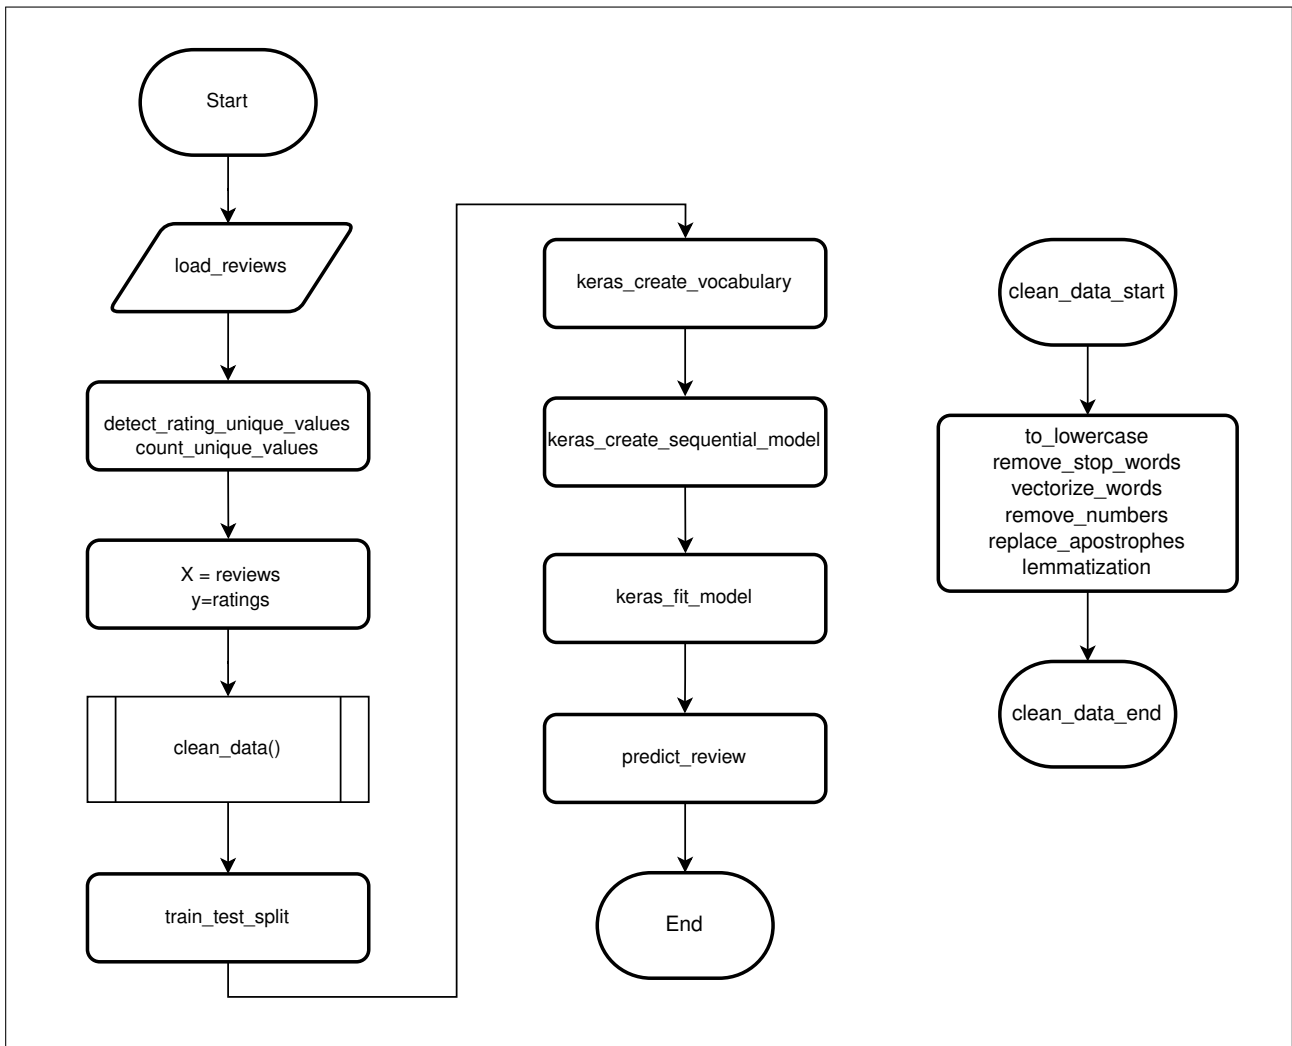 Start
load_reviews
detect_rating_unique_values
count_unique_values
X = reviews
y=ratings
clean_data()
train_test_split
keras_create_vocabulary
keras_create_sequential_model
keras_fit_model
predict_review
End
clean_data_start
to_lowercase
remove_stop_words
vectorize_words
remove_numbers
replace_apostrophes
lemmatization
clean_data_end